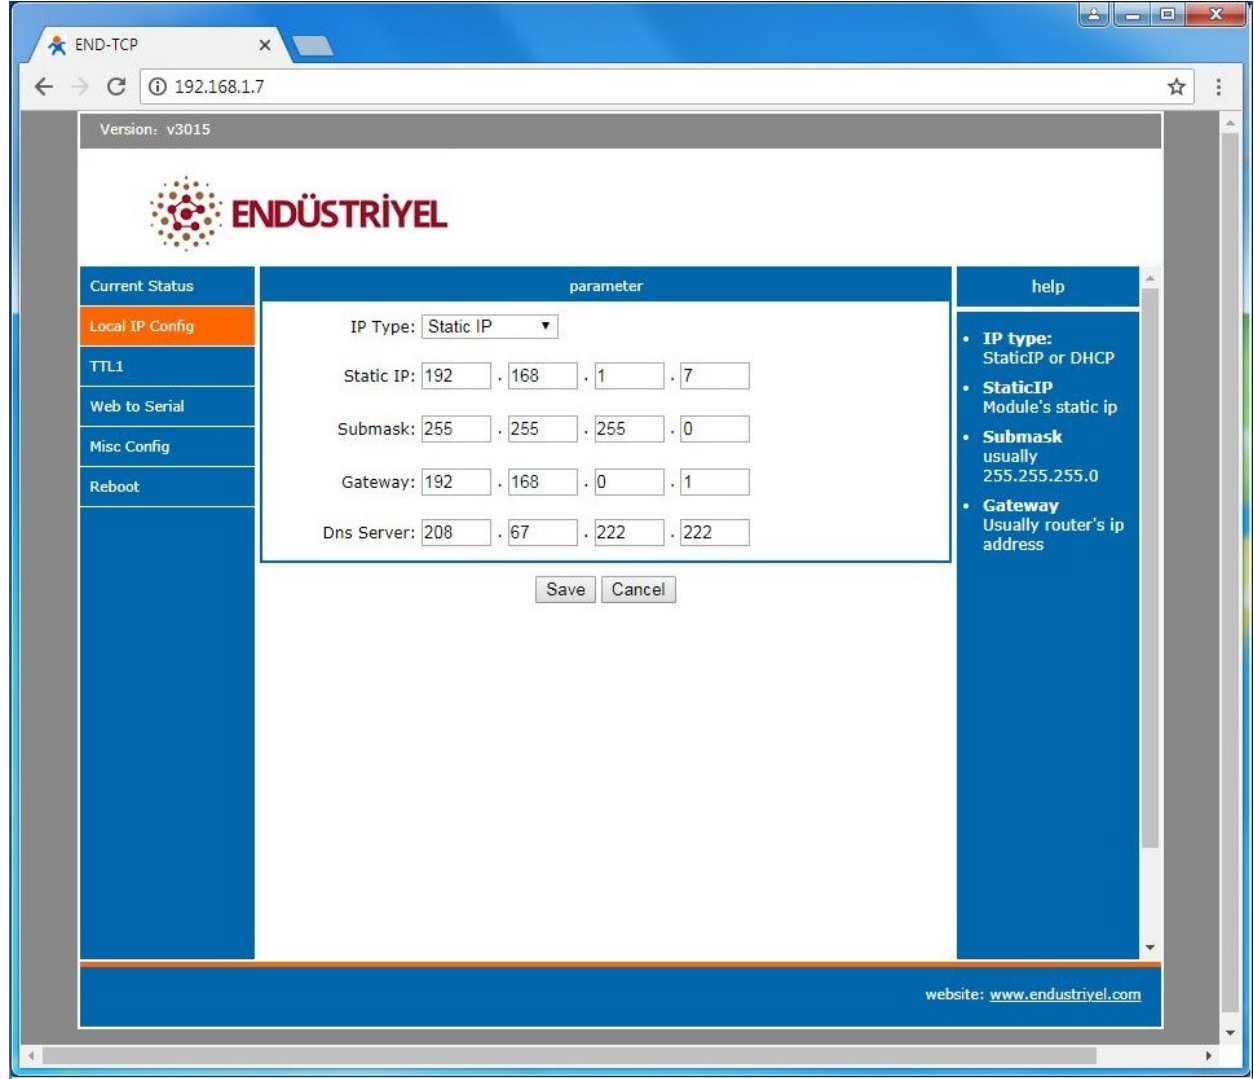 END-TCP
192.168.1.7
Version: v3015
ENDÜSTRİYEL
Current Status
Local IP Config
TTL1
Web to Serial
Misc Config
Reboot
parameter
IP Type: Static IP
Static IP: 192 . 168 . 1 . 7
Submask: 255 . 255 . 255 . 0
Gateway: 192 . 168 . 0 . 1
Dns Server: 208 . 67 . 222 . 222
Save Cancel
help
• IP type:
StaticIP or DHCP
• StaticIP
Module's static ip
• Submask
usually
255.255.255.0
• Gateway
Usually router's ip
address
website: www.endustriyel.com